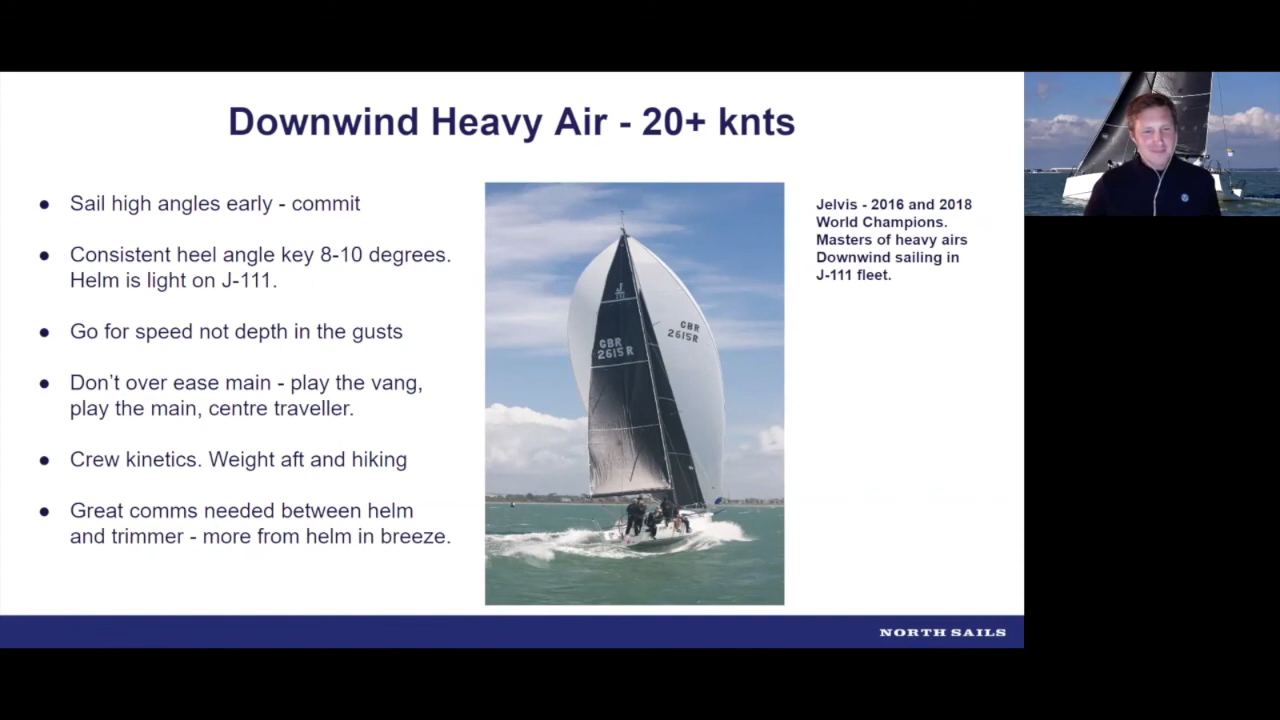 Downwind Heavy Air - 20+ knts
Sail high angles early - commit
Consistent heel angle key 8-10 degrees.
Helm is light on J-111.
Go for speed not depth in the gusts
Don't over ease main - play the vang,
play the main, centre traveller.
Crew kinetics. Weight aft and hiking
Great comms needed between helm
and trimmer - more from helm in breeze.
J
111
GBR
2615R
GBR
2615R
Jelvis - 2016 and 2018
World Champions.
Masters of heavy airs
Downwind sailing in
J-111 fleet.
NORTH SAILS